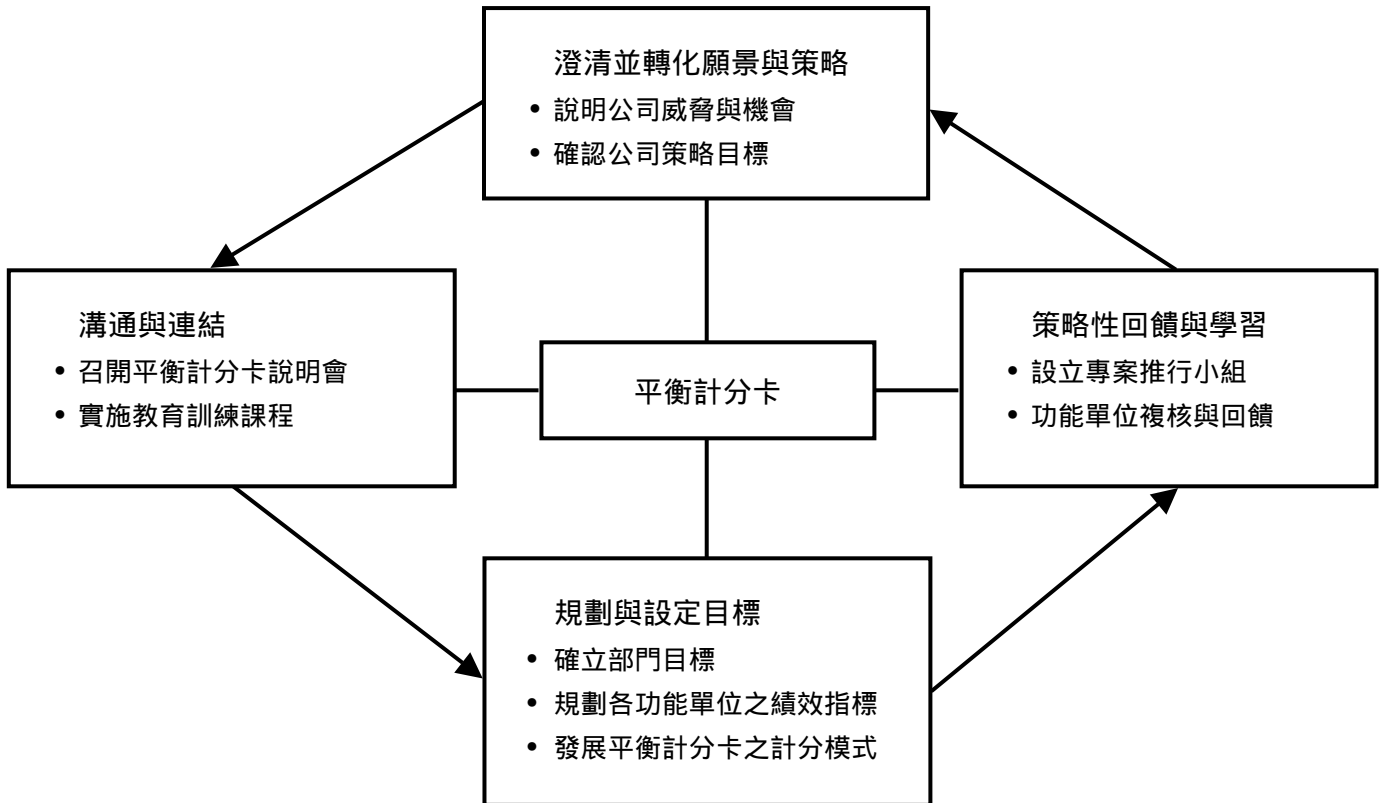 澄清並轉化願景與策略
• 說明公司威脅與機會
• 確認公司策略目標
溝通與連結
• 召開平衡計分卡說明會
• 實施教育訓練課程
平衡計分卡
策略性回饋與學習
• 設立專案推行小組
• 功能單位複核與回饋
規劃與設定目標
• 確立部門目標
• 規劃各功能單位之績效指標
• 發展平衡計分卡之計分模式